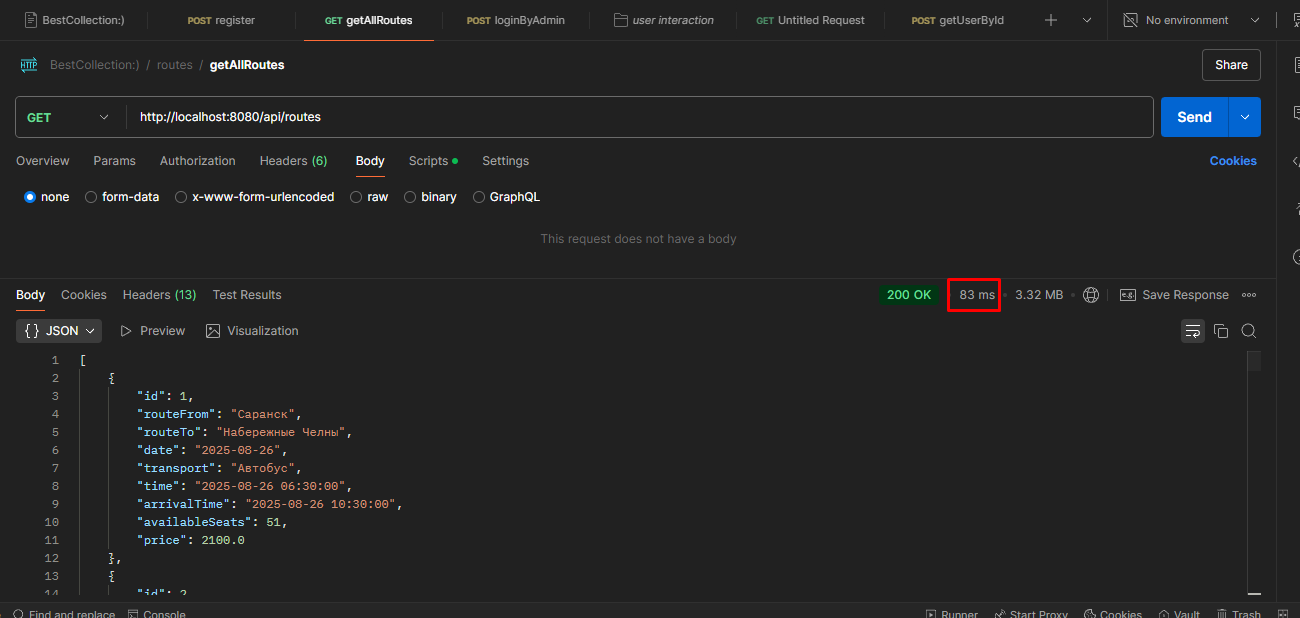 BestCollection:) POST register GET getAllRoutes POST loginByAdmin user interaction GET Untitled Request POST getUserById No environment
HTTP BestCollection:) / routes / getAllRoutes Share
GET http://localhost:8080/api/routes Send
Overview Params Authorization Headers (6) Body Scripts Settings Cookies
none form-data x-www-form-urlencoded raw binary GraphQL
This request does not have a body
Body Cookies Headers (13) Test Results 200 OK 83 ms 3.32 MB Save Response
{} JSON Preview Visualization
1 [
2 {
3 "id": 1,
4 "routeFrom": "Саранск",
5 "routeTo": "Набережные Челны",
6 "date": "2025-08-26",
7 "transport": "Автобус",
8 "time": "2025-08-26 06:30:00",
9 "arrivalTime": "2025-08-26 10:30:00",
10 "availableSeats": 51,
11 "price": 2100.0
12 },
13 {
14 "id": 2
Find and replace Console Runner Start Proxy Cookies Vault Trash